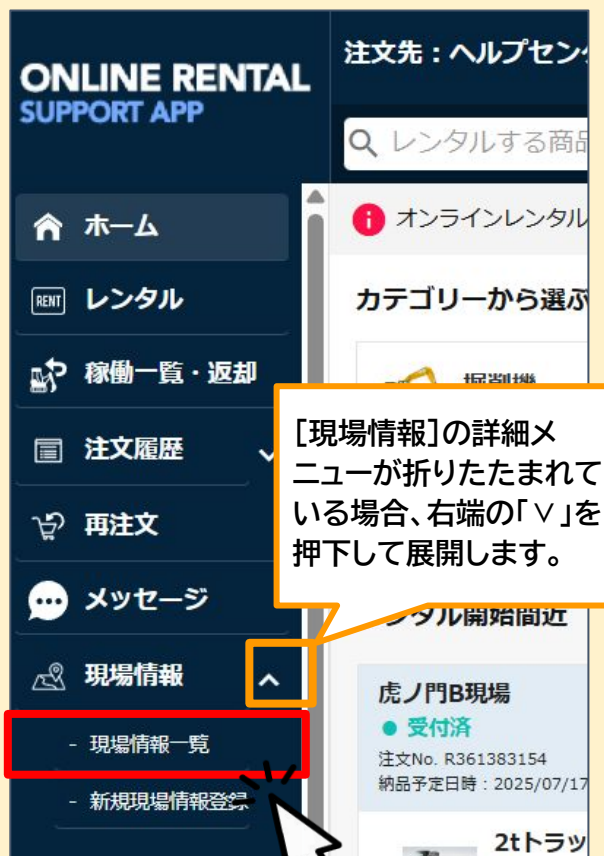 ONLINE RENTAL
SUPPORT APP
注文先：ヘルプセン
レンタルする商品
ホーム
オンラインレンタル
RENT レンタル
カテゴリーから選ぶ
稼働一覧・返却
掘削機
[現場情報]の詳細メ
ニューが折りたたまれて
いる場合、右端の「∨」を
押下して展開します。
注文履歴
再注文
メッセージ
ンタル開始間近
現場情報
虎ノ門B現場
受付済
注文No. R361383154
納品予定日時：2025/07/17
- 現場情報一覧
- 新規現場情報登録
2tトラッ